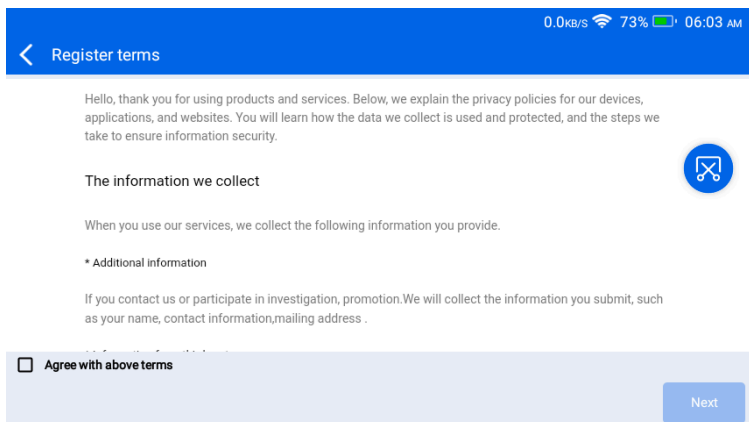 0.0KB/S 73% 06:03 AM
Register terms
Hello, thank you for using products and services. Below, we explain the privacy policies for our devices,
applications, and websites. You will learn how the data we collect is used and protected, and the steps we
take to ensure information security.
The information we collect
When you use our services, we collect the following information you provide.
* Additional information
If you contact us or participate in investigation, promotion.We will collect the information you submit, such
as your name, contact information,mailing address .
Agree with above terms
Next